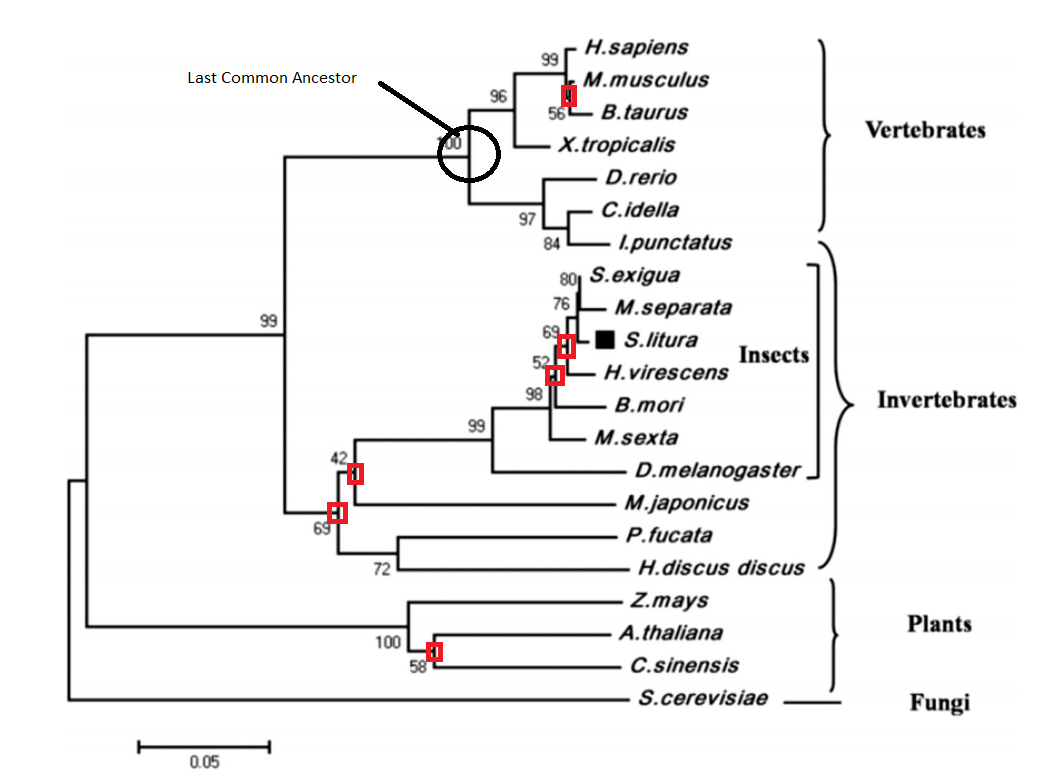 H.sapiens
99
Last Common Ancestor
M.musculus
96
56
B.taurus
Vertebrates
100
X.tropicalis
D.rerio
97
C.idella
84
I.punctatus
80
S.exigua
76
M.separata
99
69
S.litura
Insects
52
H.virescens
98
B.mori
Invertebrates
99
M.sexta
42
D.melanogaster
M.japonicus
69
P.fucata
72
H.discus discus
Z.mays
100
A.thaliana
Plants
58
C.sinensis
S.cerevisiae
Fungi
0.05